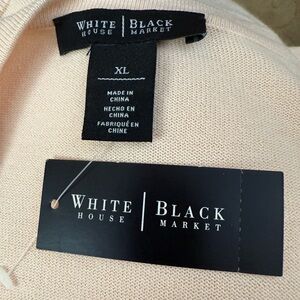 WHITE | BLACK
HOUSE | MARKET
XL
MADE IN
CHINA
HECHO EN
CHINA
FABRIQUÉ EN
CHINE
WHITE | BLACK
HOUSE | MARKET